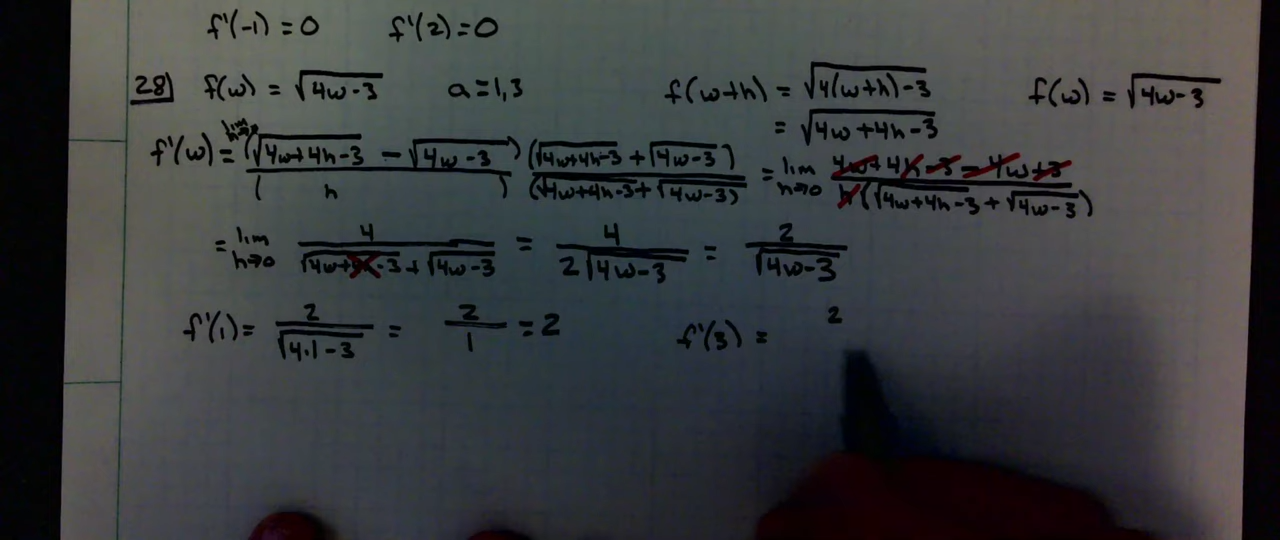 f'(-1) = 0 f'(2) = 0
28) f(w) = √(4w-3) a = 1,3 f(w+h) = √(4(w+h)-3) f(w) = √(4w-3)
= √(4w+4h-3)
f'(w) = lim h→0 (√(4w+4h-3) - √(4w-3))/(h) (√(4w+4h-3) + √(4w-3))/(√(4w+4h-3) + √(4w-3)) = lim h→0 (4w+4h-3-4w+3)/(h(√(4w+4h-3) + √(4w-3)))
= lim h→0 4/(√(4w+4h-3) + √(4w-3)) = 4/(2√(4w-3)) = 2/√(4w-3)
f'(1) = 2/√(4·1-3) = 2/1 = 2 f'(3) = 2